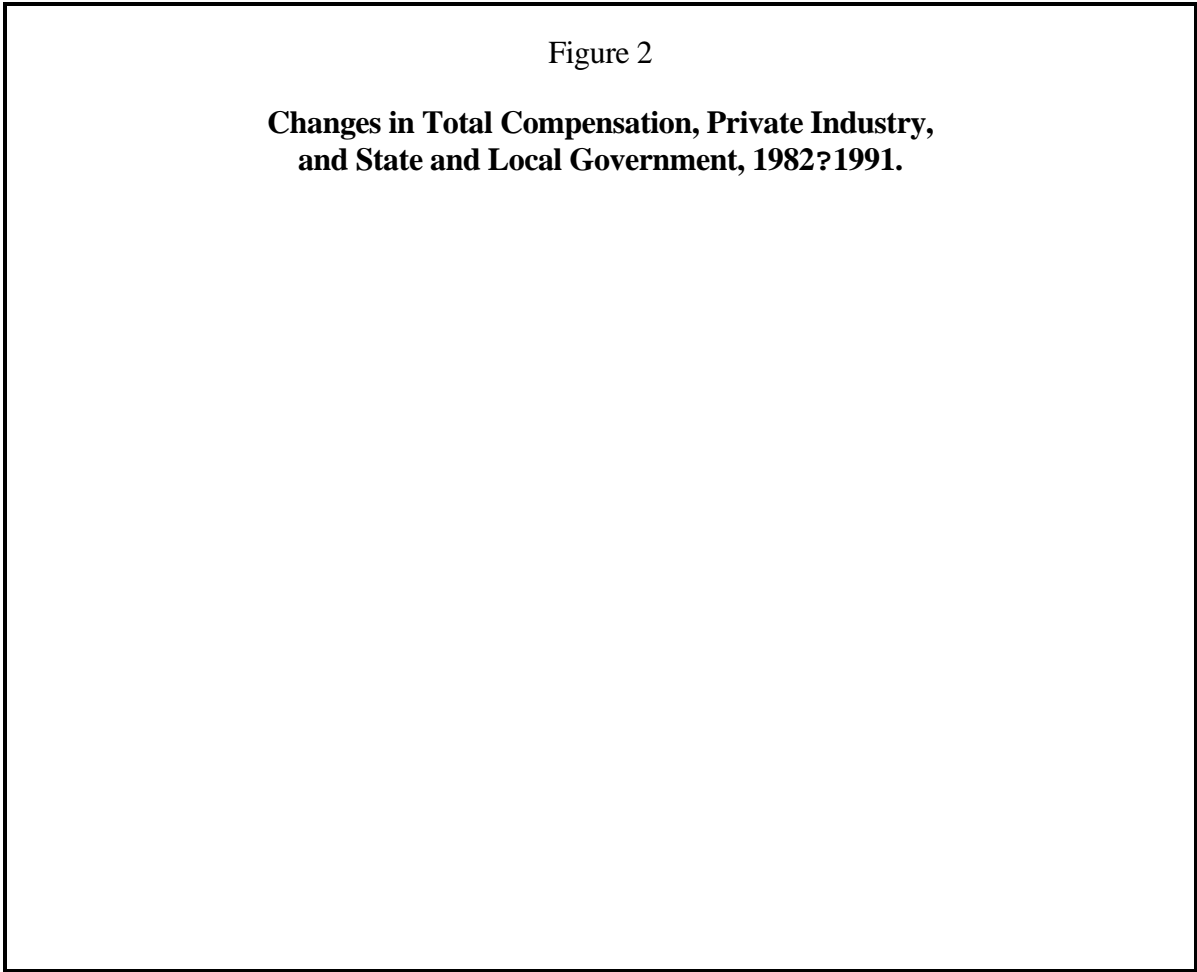 Figure 2
Changes in Total Compensation, Private Industry,
and State and Local Government, 1982?1991.